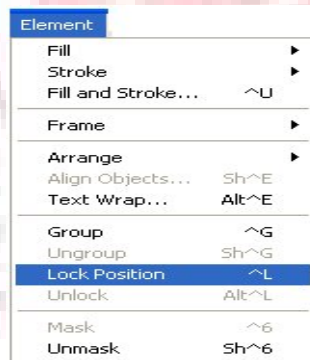 Element
Fill
Stroke
Fill and Stroke... ^U
Frame
Arrange
Align Objects... Sh^E
Text Wrap... Alt^E
Group ^G
Ungroup Sh^G
Lock Position ^L
Unlock Alt^L
Mask ^6
Unmask Sh^6